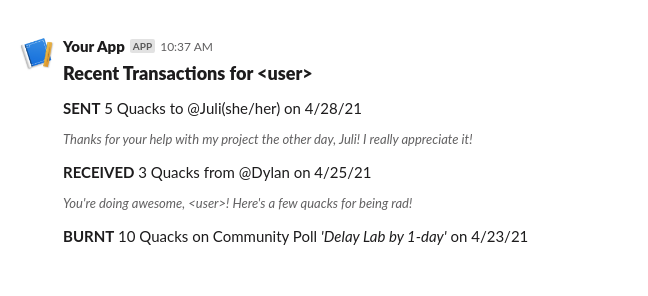 Your App APP 10:37 AM
Recent Transactions for <user>
SENT 5 Quacks to @Juli(she/her) on 4/28/21
Thanks for your help with my project the other day, Juli! I really appreciate it!
RECEIVED 3 Quacks from @Dylan on 4/25/21
You're doing awesome, <user>! Here's a few quacks for being rad!
BURNT 10 Quacks on Community Poll 'Delay Lab by 1-day' on 4/23/21